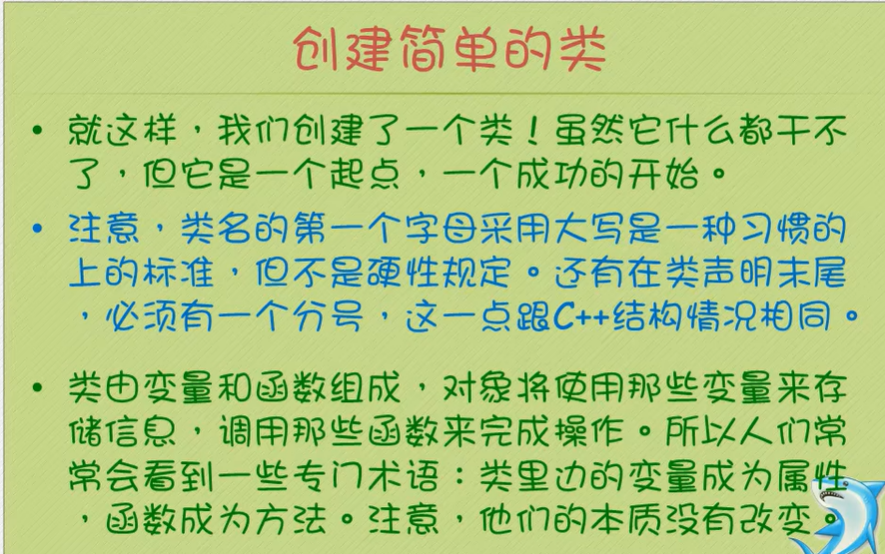 创建简单的类
• 就这样，我们创建了一个类！虽然它什么都干不
了，但它是一个起点，一个成功的开始。
• 注意，类名的第一个字母采用大写是一种习惯的
上的标准，但不是硬性规定。还有在类声明末尾
，必须有一个分号，这一点跟C++结构情况相同。
• 类由变量和函数组成，对象将使用那些变量来存
储信息，调用那些函数来完成操作。所以人们常
常会看到一些专门术语：类里边的变量成为属性
，函数成为方法。注意，他们的本质没有改变。